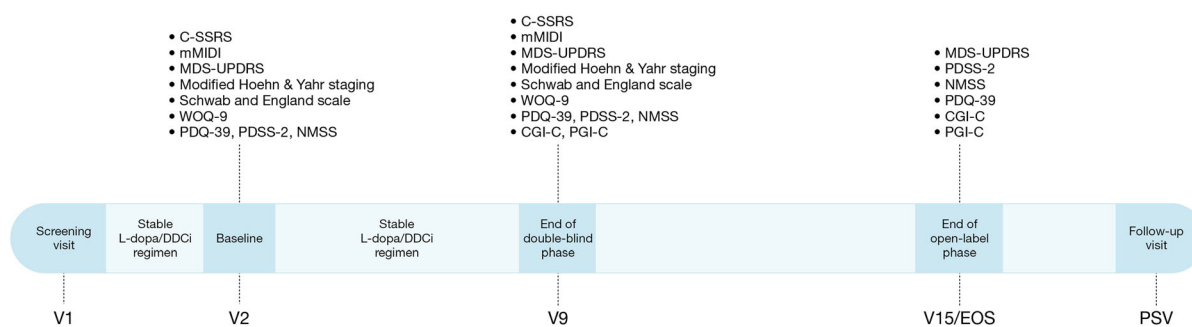 • C-SSRS
• mMIDI
• MDS-UPDRS
• Modified Hoehn & Yahr staging
• Schwab and England scale
• WOQ-9
• PDQ-39, PDSS-2, NMSS
• C-SSRS
• mMIDI
• MDS-UPDRS
• Modified Hoehn & Yahr staging
• Schwab and England scale
• WOQ-9
• PDQ-39, PDSS-2, NMSS
• CGI-C, PGI-C
• MDS-UPDRS
• PDSS-2
• NMSS
• PDQ-39
• CGI-C
• PGI-C
Screening
visit
Stable
L-dopa/DDCi
regimen
Baseline
Stable
L-dopa/DDCi
regimen
End of
double-blind
phase
End of
open-label
phase
Follow-up
visit
V1
V2
V9
V15/EOS
PSV